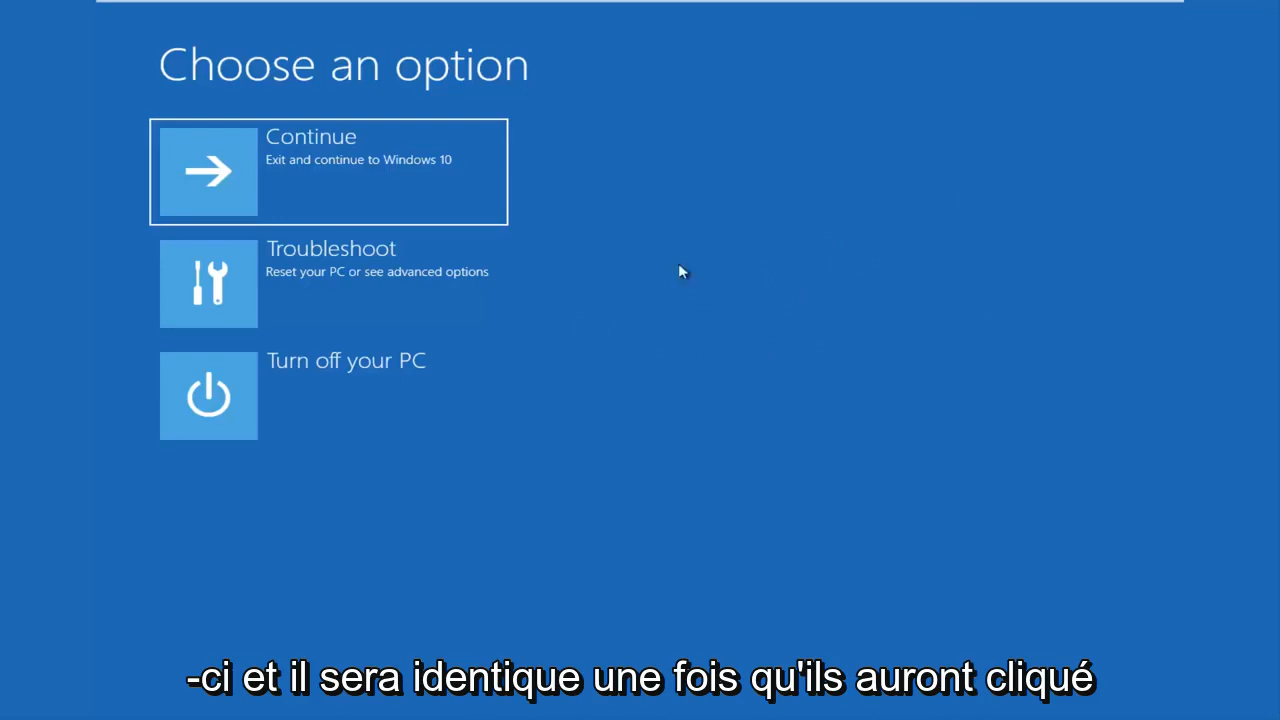 Choose an option
Continue
Exit and continue to Windows 10
Troubleshoot
Reset your PC or see advanced options
Turn off your PC
-ci et il sera identique une fois qu'ils auront cliqué